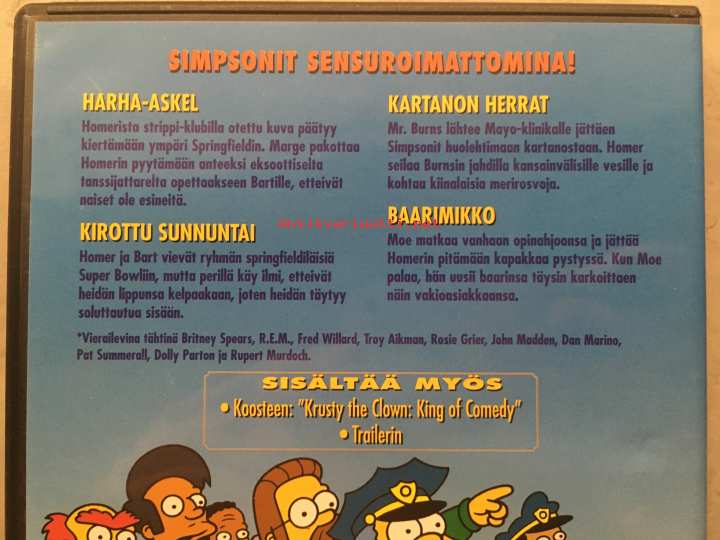 SIMPSONIT SENSUROIMATTOMINA!
HARHA-ASKEL
Homerista strippi-klubilla otettu kuva päätyy
kiertämään ympäri Springfieldin. Marge pakottaa
Homerin pyytämään anteeksi eksoottiselta
tanssijattarelta opettaakseen Bartille, etteivät
naiset ole esineitä.
KIROTTU SUNNUNTAI
Homer ja Bart vievät ryhmän springfieldiläisiä
Super Bowliin, mutta perillä käy ilmi, etteivät
heidän lippunsa kelpaakaan, joten heidän täytyy
soluttautua sisään.
KARTANON HERRAT
Mr. Burns lähtee Mayo-klinikalle jättäen
Simpsonit huolehtimaan kartanostaan. Homer
seilaa Burnsin jahdilla kansainvälisille vesille ja
kohtaa kiinalaisia merirosvoja.
BAARIMIKKO
Moe matkaa vanhaan opinahjoonsa ja jättää
Homerin pitämään kapakkaa pystyssä. Kun Moe
palaa, hän uusii baarinsa täysin karkoittaen
näin vakioasiakkaansa.
*Vierailevina tähtinä Britney Spears, R.E.M., Fred Willard, Troy Aikman, Rosie Grier, John Madden, Dan Marino,
Pat Summerall, Dolly Parton ja Rupert Murdoch.
SISÄLTÄÄ MYÖS
• Koosteen: "Krusty the Clown: King of Comedy"
• Trailerin